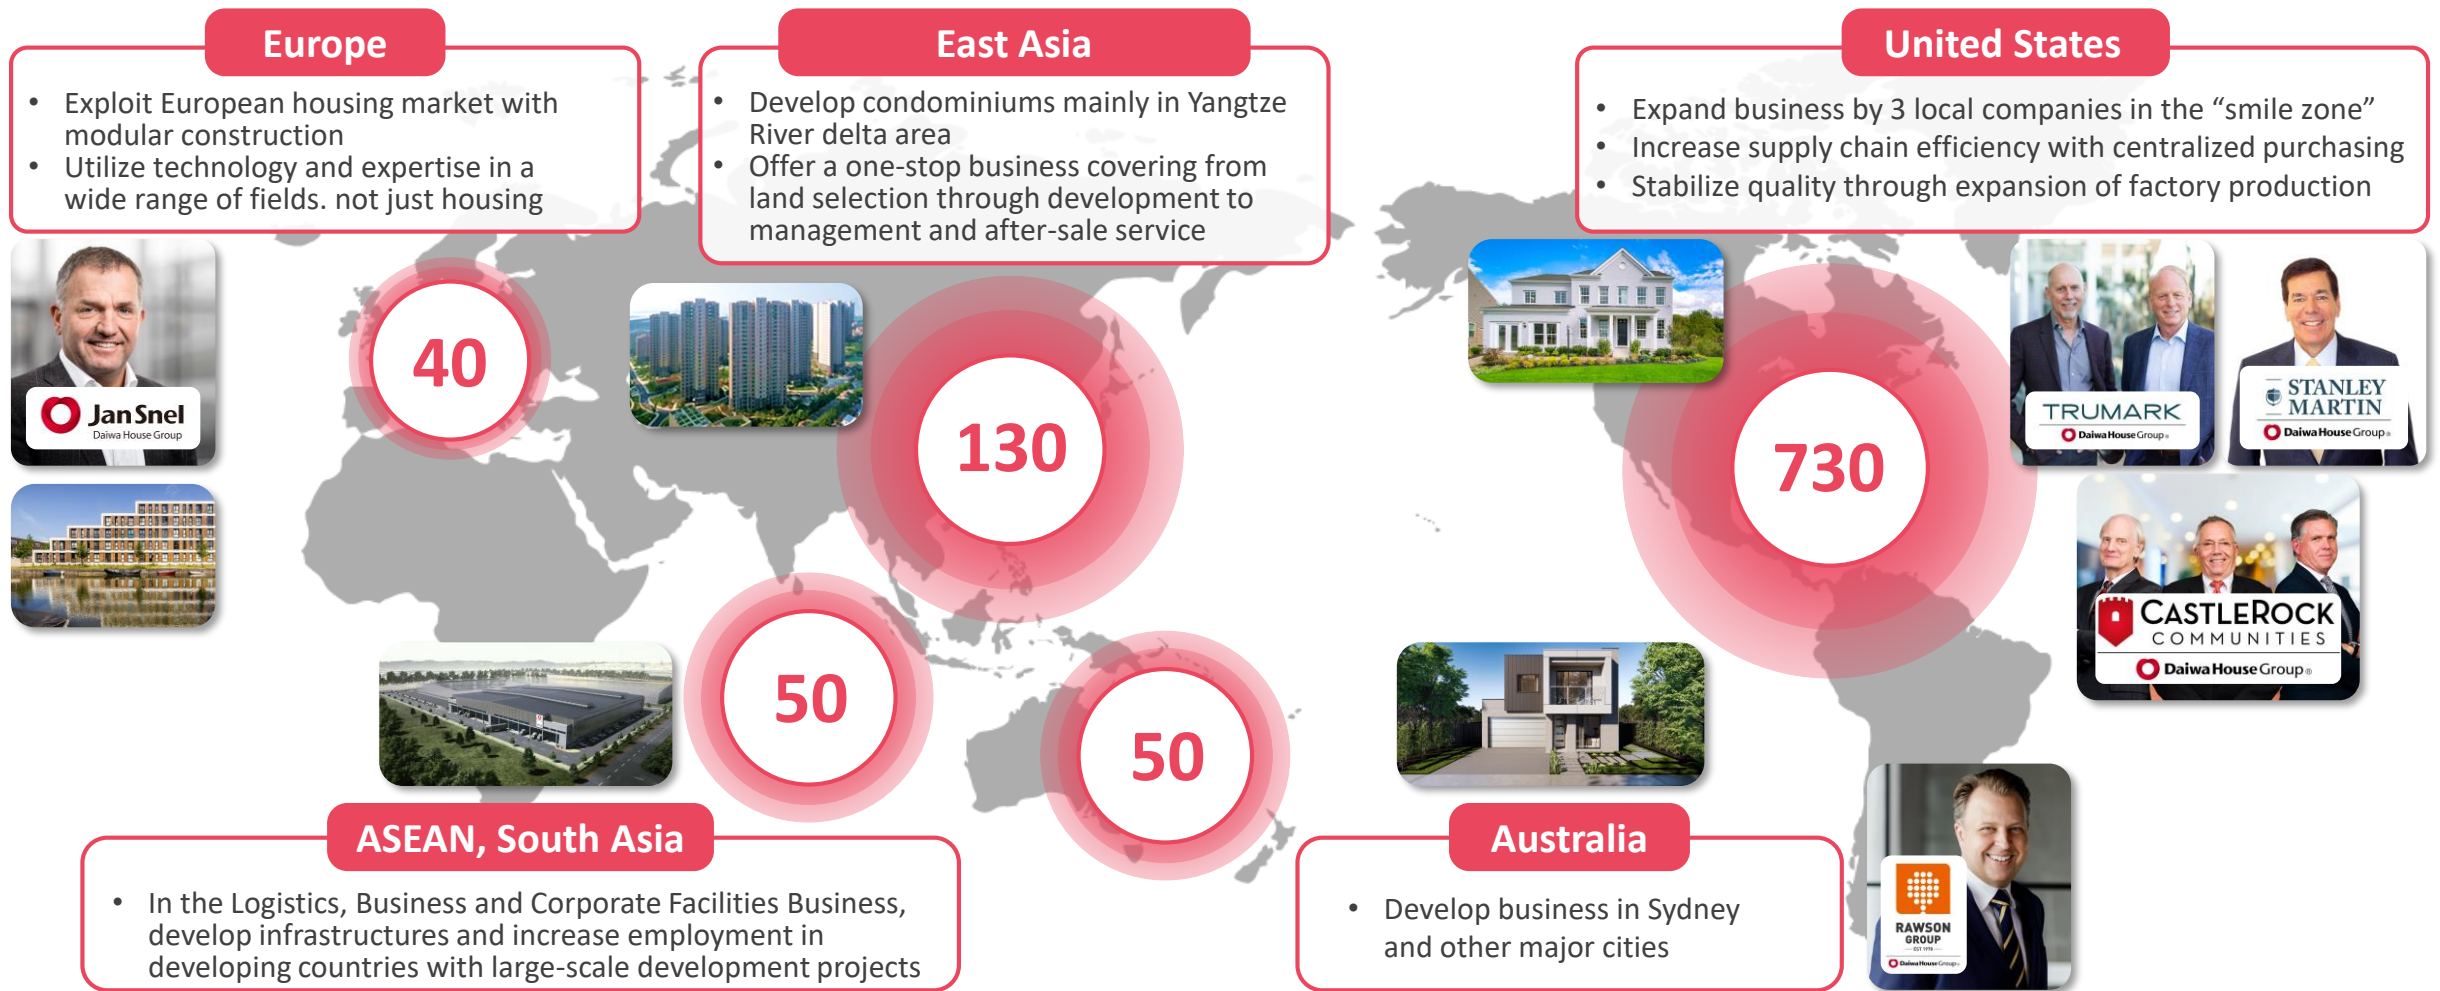 Europe
• Exploit European housing market with
modular construction
• Utilize technology and expertise in a
wide range of fields. not just housing
East Asia
• Develop condominiums mainly in Yangtze
River delta area
• Offer a one-stop business covering from
land selection through development to
management and after-sale service
United States
• Expand business by 3 local companies in the “smile zone”
• Increase supply chain efficiency with centralized purchasing
• Stabilize quality through expansion of factory production
Jan Snel
Daiwa House Group
40
130
730
TRUMARK
Daiwa House Group®
STANLEY
MARTIN
Daiwa House Group®
CASTLEROCK
COMMUNITIES
Daiwa House Group®
50
50
ASEAN, South Asia
• In the Logistics, Business and Corporate Facilities Business,
develop infrastructures and increase employment in
developing countries with large-scale development projects
Australia
• Develop business in Sydney
and other major cities
RAWSON
GROUP
EST 1978
Daiwa House Group®